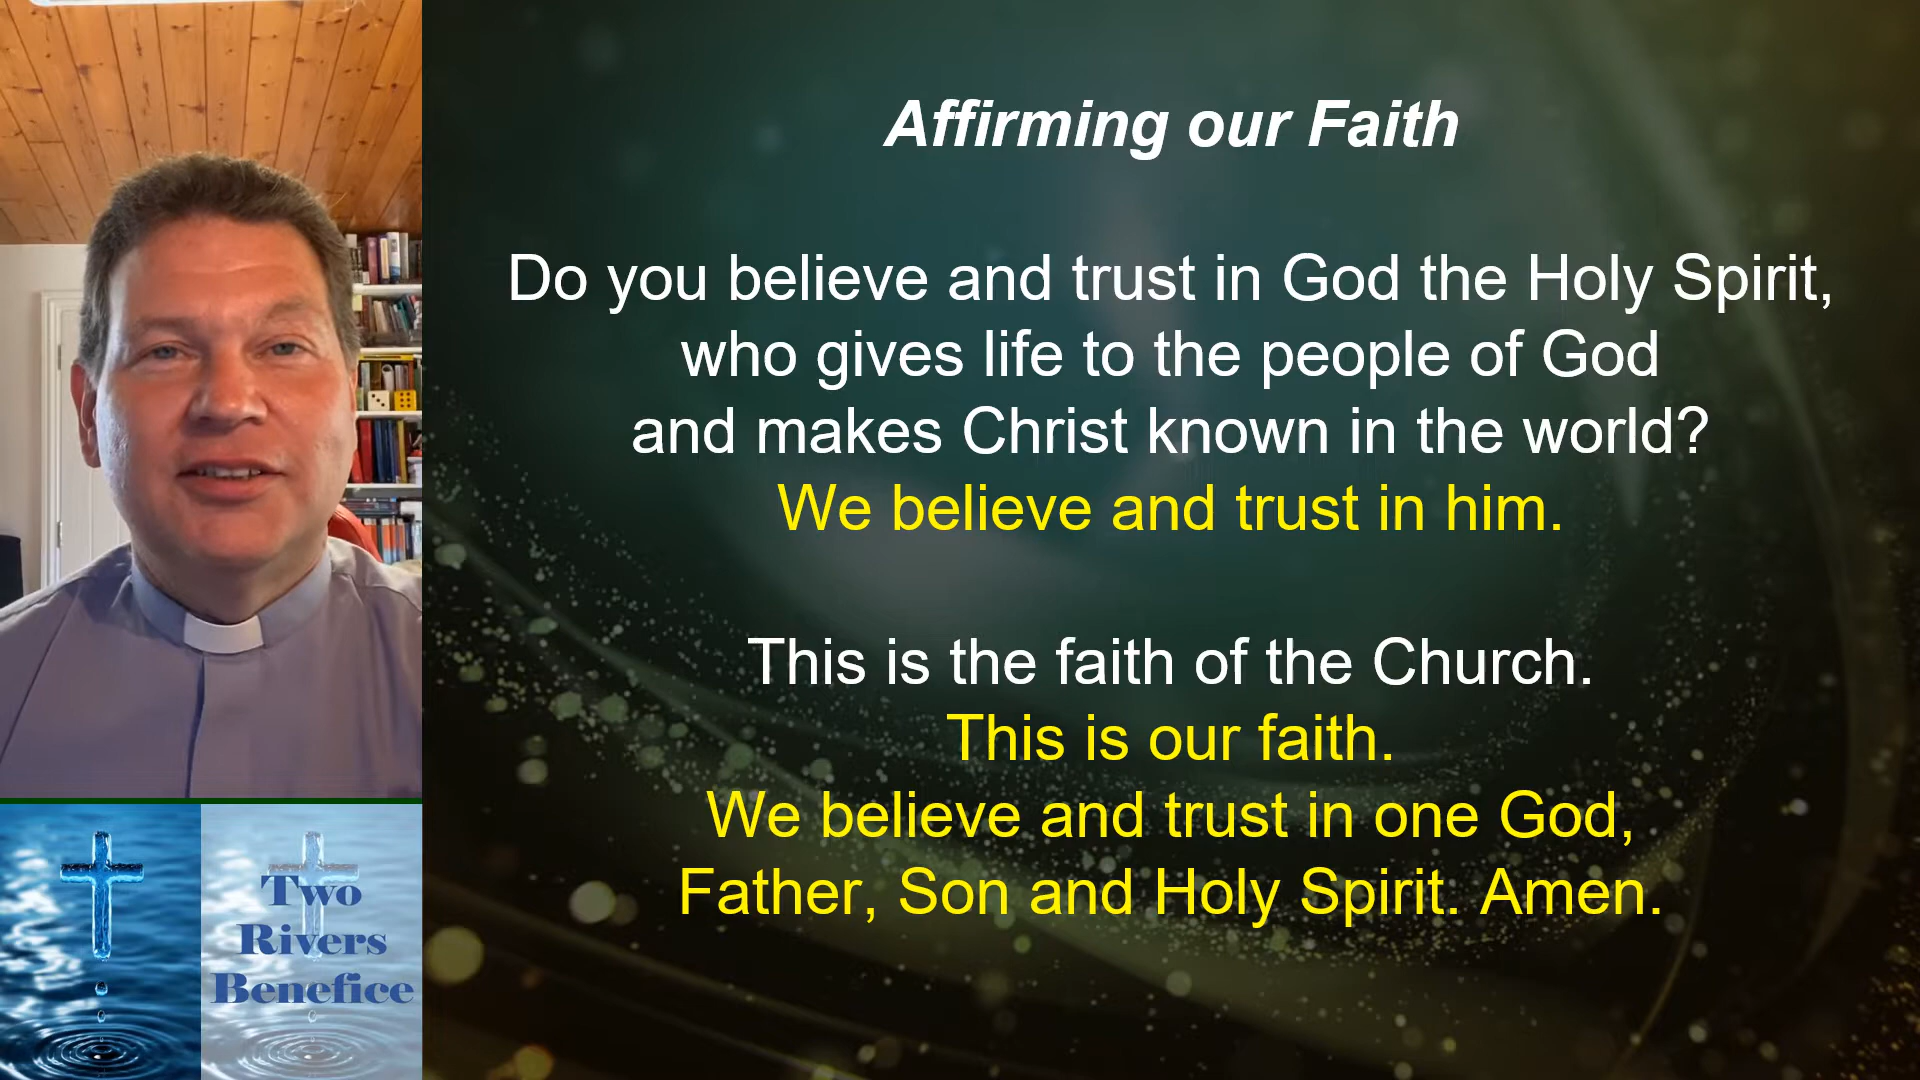 Affirming our Faith
Do you believe and trust in God the Holy Spirit,
who gives life to the people of God
and makes Christ known in the world?
We believe and trust in him.
This is the faith of the Church.
This is our faith.
We believe and trust in one God,
Father, Son and Holy Spirit. Amen.
Two
Rivers
Benefice